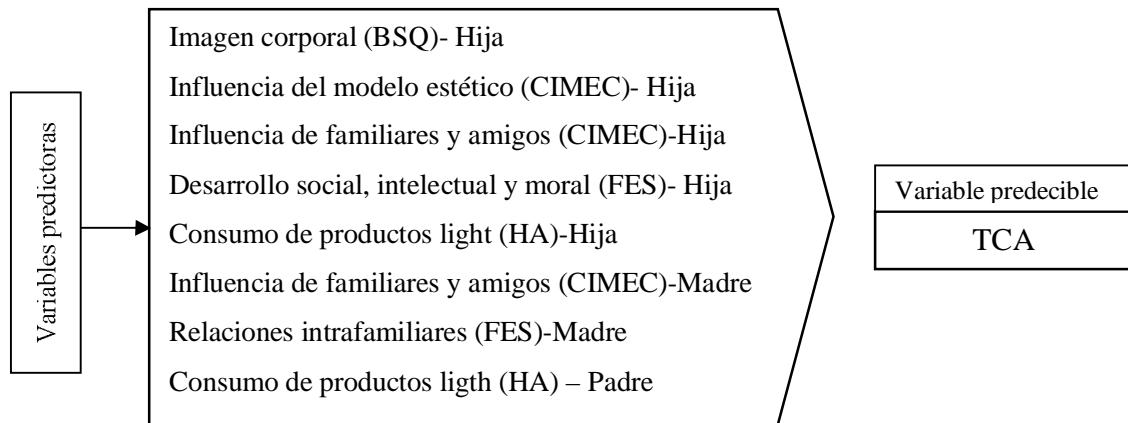 Variables predictoras
Imagen corporal (BSQ)- Hija
Influencia del modelo estético (CIMEC)- Hija
Influencia de familiares y amigos (CIMEC)-Hija
Desarrollo social, intelectual y moral (FES)- Hija
Consumo de productos light (HA)-Hija
Influencia de familiares y amigos (CIMEC)-Madre
Relaciones intrafamiliares (FES)-Madre
Consumo de productos ligth (HA) – Padre
Variable predecible
TCA